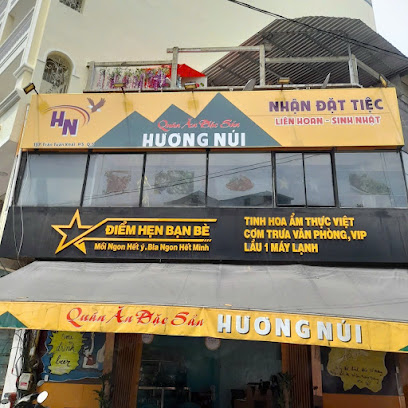 HN
Quán Ăn Đặc Sản
HƯƠNG NÚI
NHẬN ĐẶT TIỆC
LIÊN HOAN - SINH NHẬT
ĐIỂM HẸN BẠN BÈ
Mồi Ngon Hết ý. Bia Ngon Hết Mình
TINH HOA ẨM THỰC VIỆT
CƠM TRƯA VĂN PHÒNG, VIP
LẦU 1 MÁY LẠNH
Quán Ăn Đặc Sản HƯƠNG NÚI